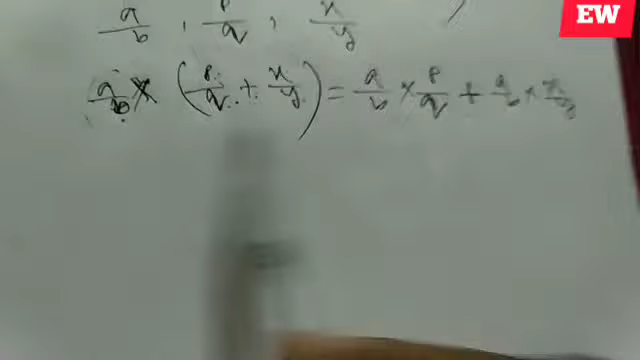 EW
a/b , p/q , x/y
a/b × (p/q + x/y) = a/b × p/q + a/b × x/y